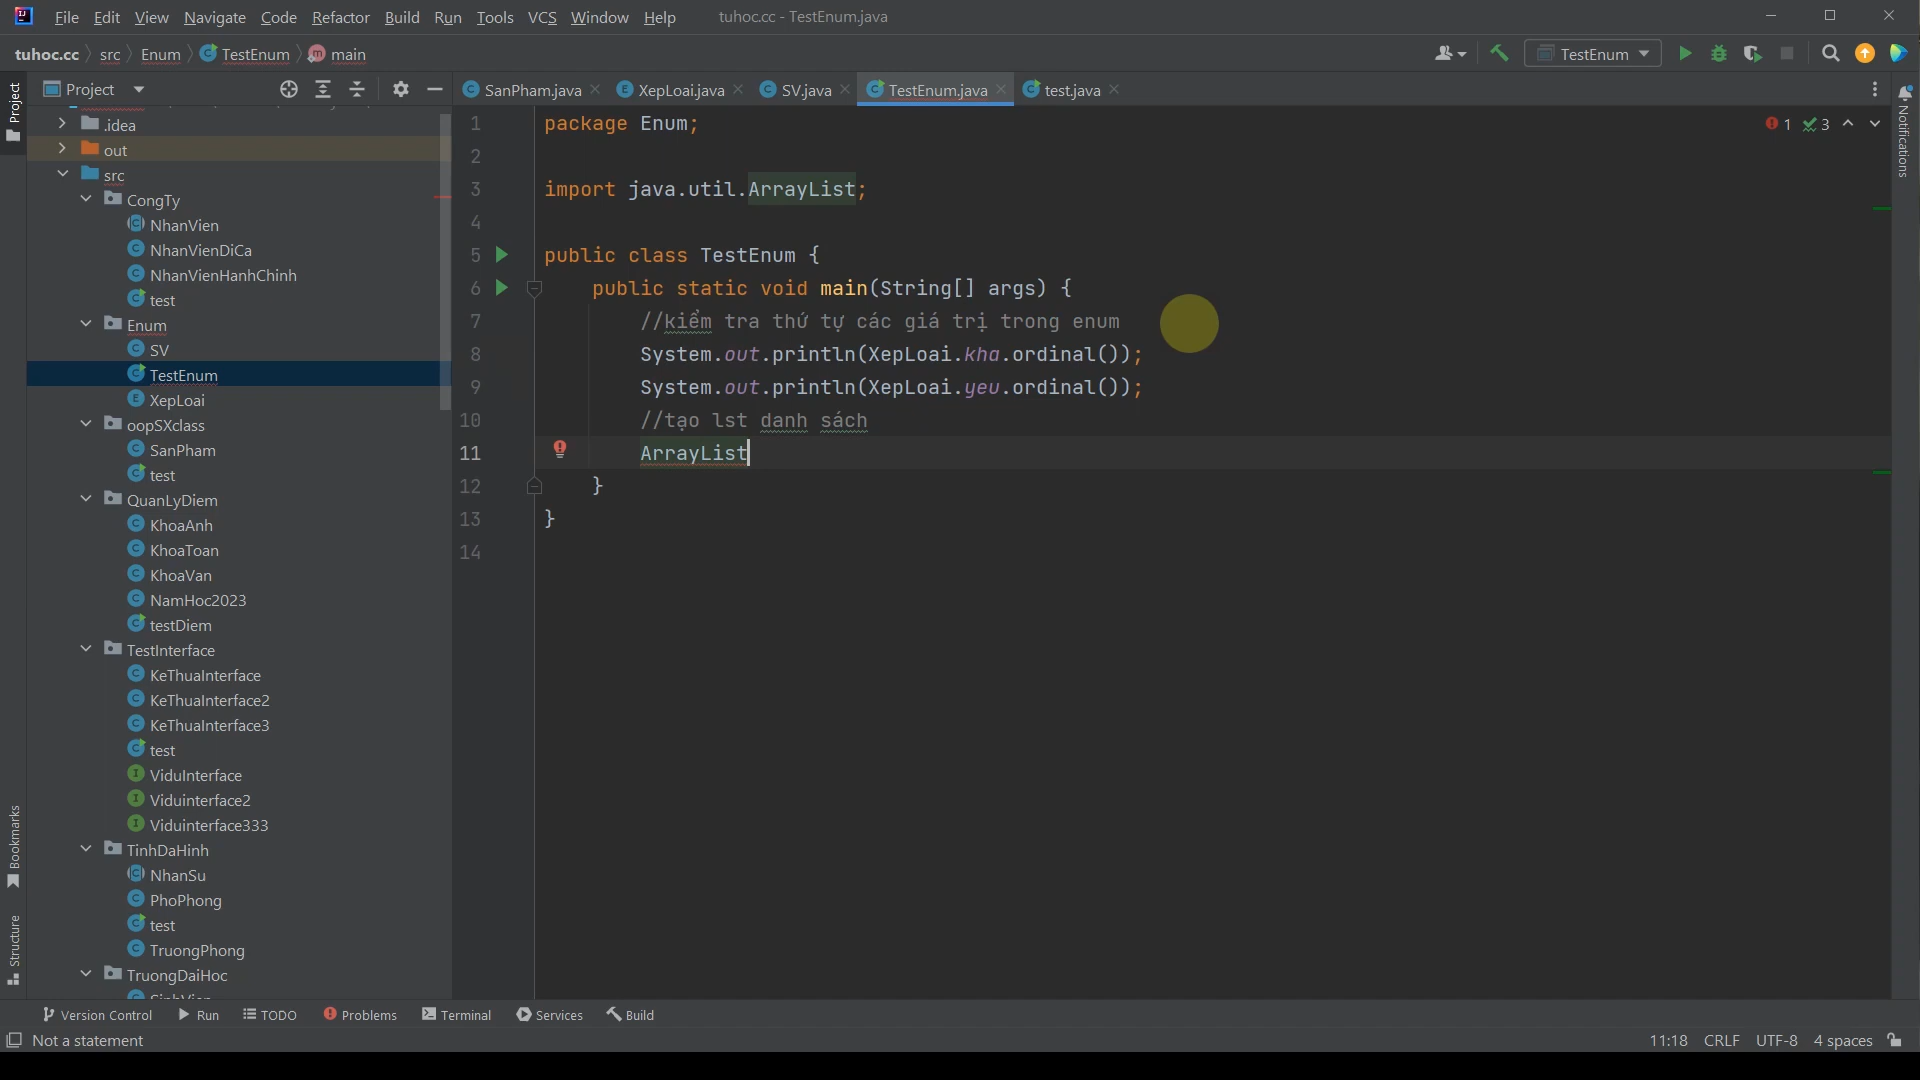 File Edit View Navigate Code Refactor Build Run Tools VCS Window Help tuhoc.cc - TestEnum.java
tuhoc.cc src Enum TestEnum main
TestEnum
Project
Project
SanPham.java XepLoai.java SV.java TestEnum.java test.java
.idea
out
src
CongTy
NhanVien
NhanVienDiCa
NhanVienHanhChinh
test
Enum
SV
TestEnum
XepLoai
oopSXclass
SanPham
test
QuanLyDiem
KhoaAnh
KhoaToan
KhoaVan
NamHoc2023
testDiem
TestInterface
KeThuaInterface
KeThuaInterface2
KeThuaInterface3
test
ViduInterface
Viduinterface2
Viduinterface333
TinhDaHinh
NhanSu
PhoPhong
test
TruongPhong
TruongDaiHoc
SinhVien
1 package Enum;
2
3 import java.util.ArrayList;
4
5 public class TestEnum {
6 public static void main(String[] args) {
7 //kiểm tra thứ tự các giá trị trong enum
8 System.out.println(XepLoai.kha.ordinal());
9 System.out.println(XepLoai.yeu.ordinal());
10 //tạo lst danh sách
11 ArrayList
12 }
13 }
14
1 3
Notifications
Bookmarks
Structure
Version Control Run TODO Problems Terminal Services Build
Not a statement
11:18 CRLF UTF-8 4 spaces